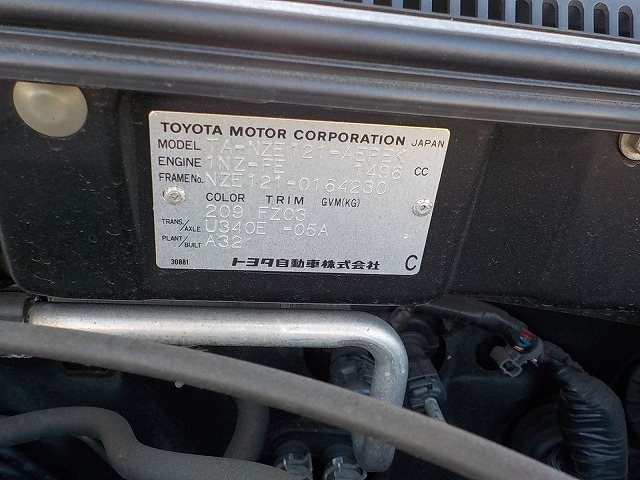 TOYOTA MOTOR CORPORATION JAPAN
MODEL TA-NZE121-AEPEK
ENGINE 1NZ-FE 1496 CC
FRAME No. NZE121-0164230
COLOR TRIM GVM(KG)
209 FZ03
TRANS./AXLE U340E -05A
PLANT/BUILT A32
30881 トヨタ自動車株式会社 C